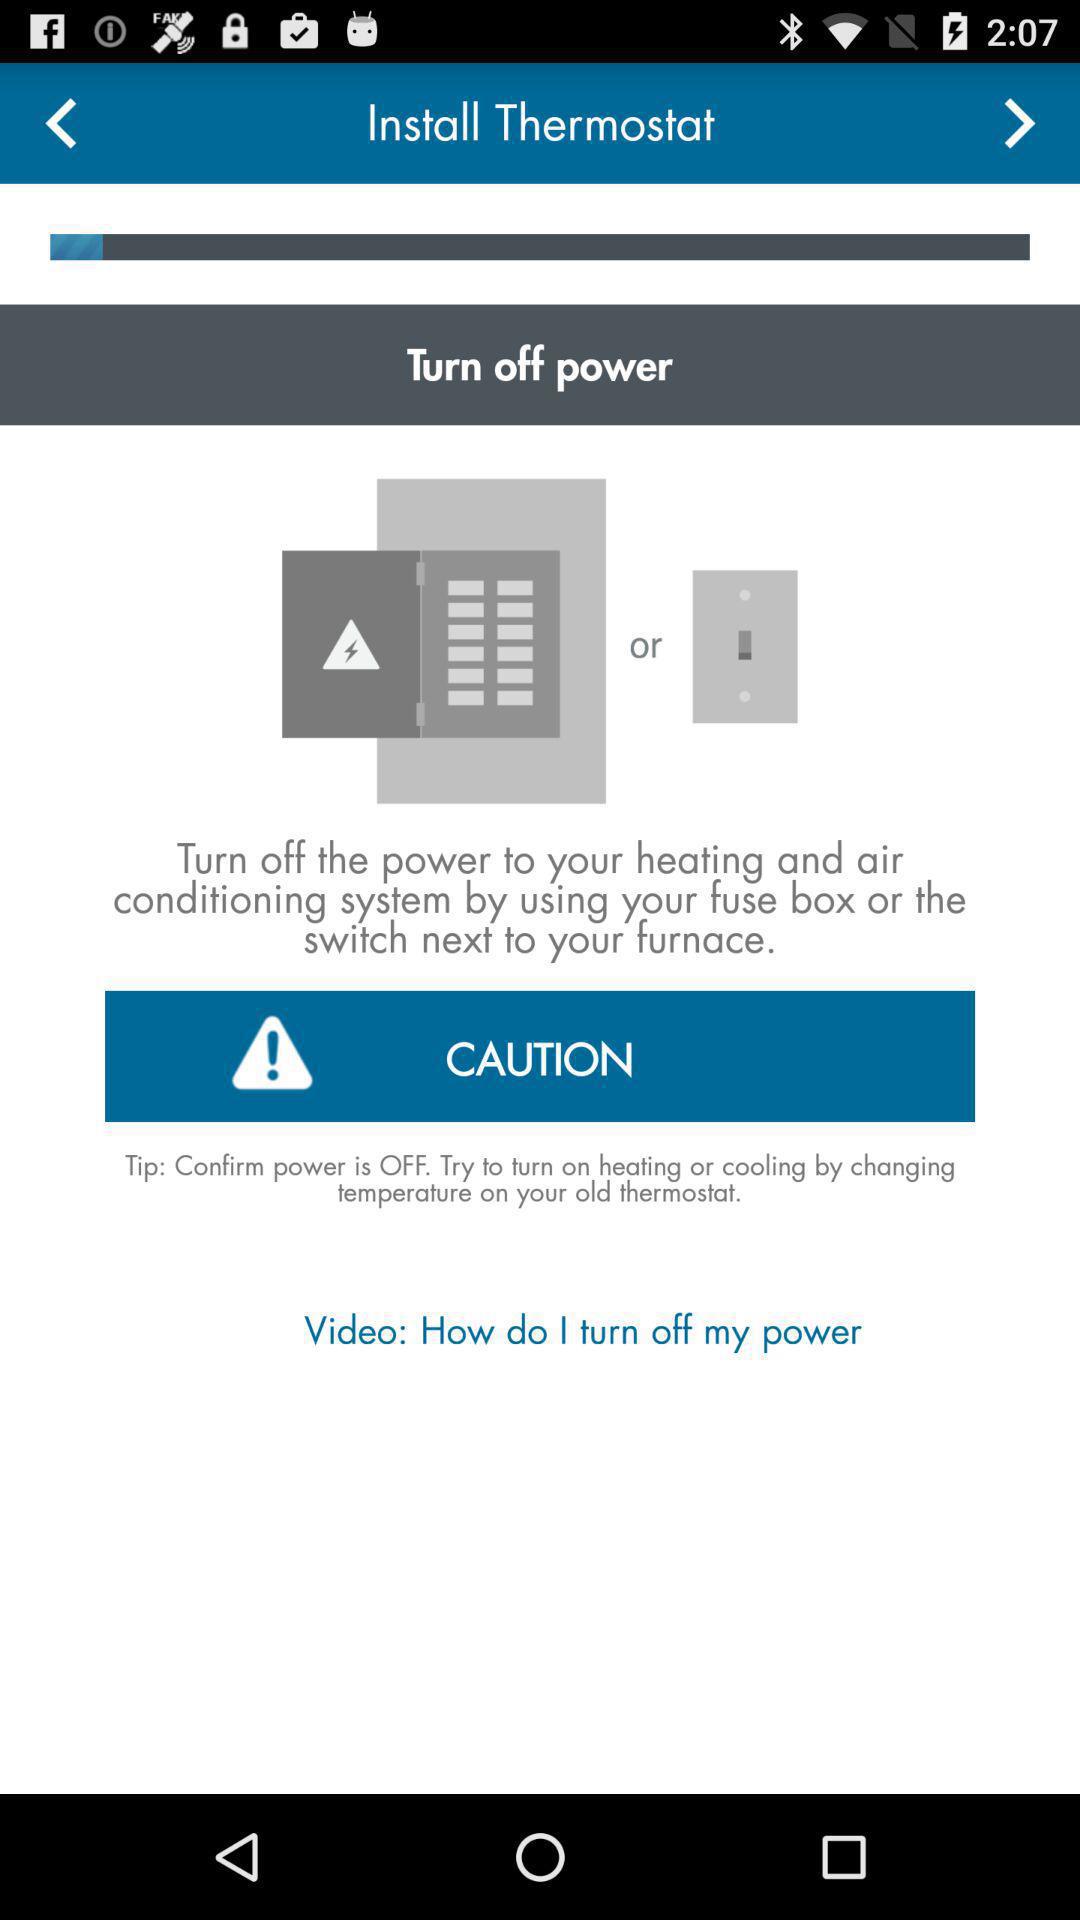 FAKE
2:07
Install Thermostat
Turn off power
or
Turn off the power to your heating and air
conditioning system by using your fuse box or the
switch next to your furnace.
CAUTION
Tip: Confirm power is OFF. Try to turn on heating or cooling by changing
temperature on your old thermostat.
Video: How do I turn off my power